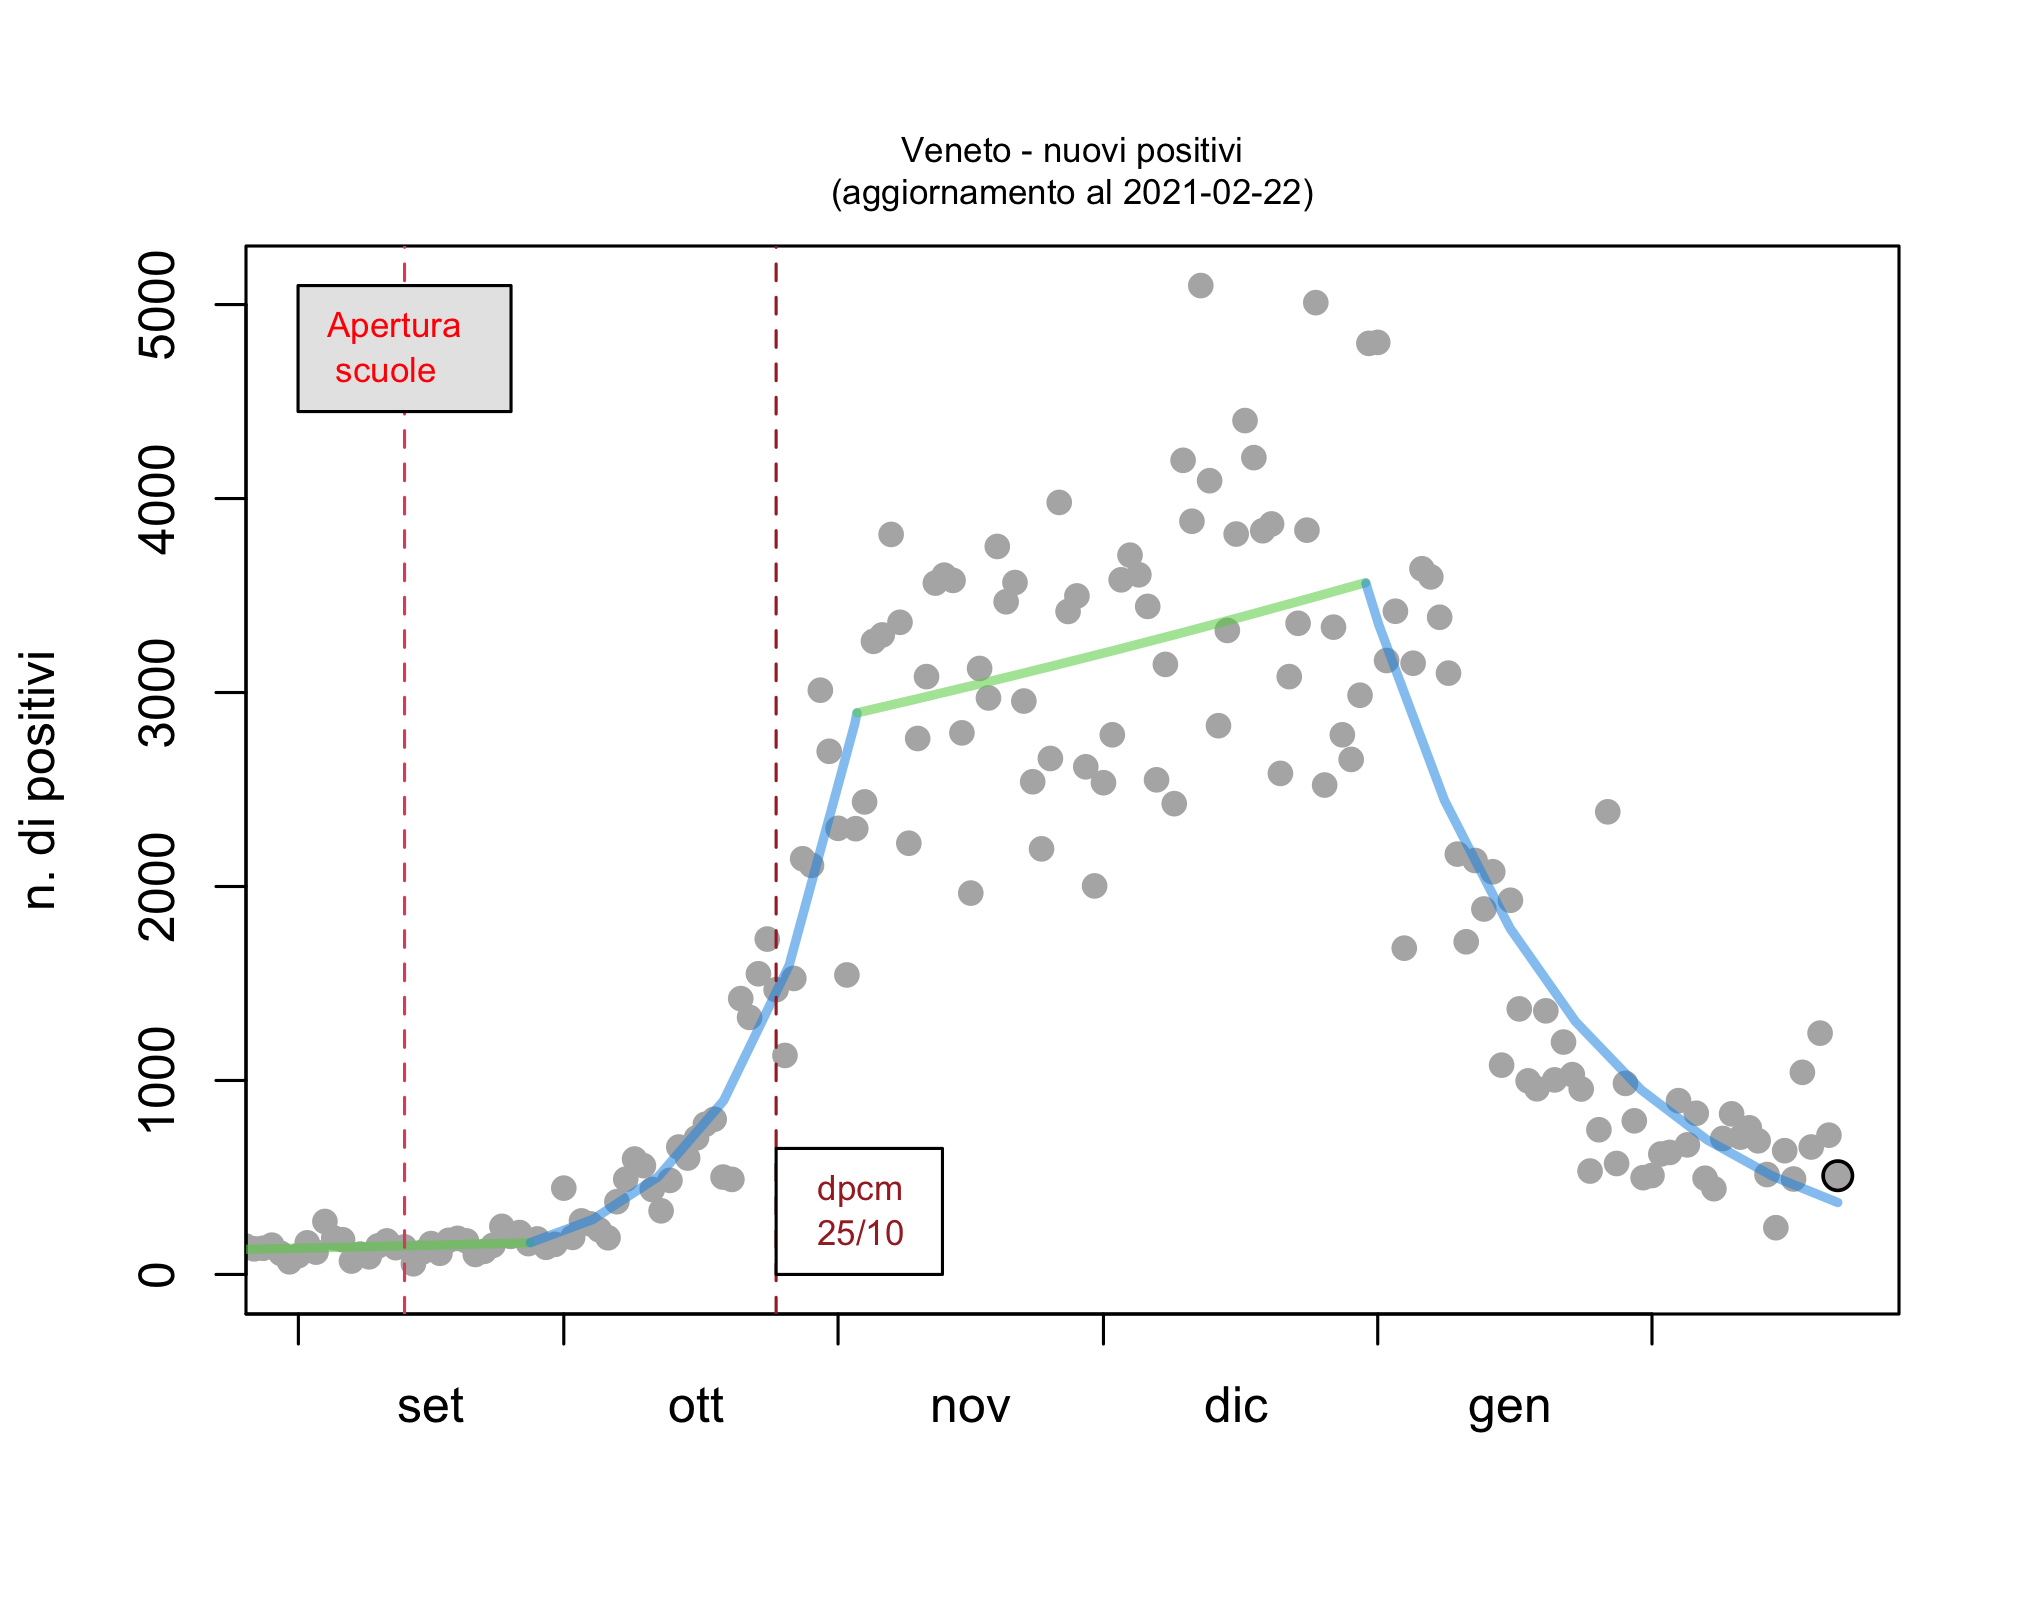 Veneto - nuovi positivi
(aggiornamento al 2021-02-22)
n. di positivi
5000
4000
3000
2000
1000
0
Apertura
scuole
dpcm
25/10
set ott nov dic gen